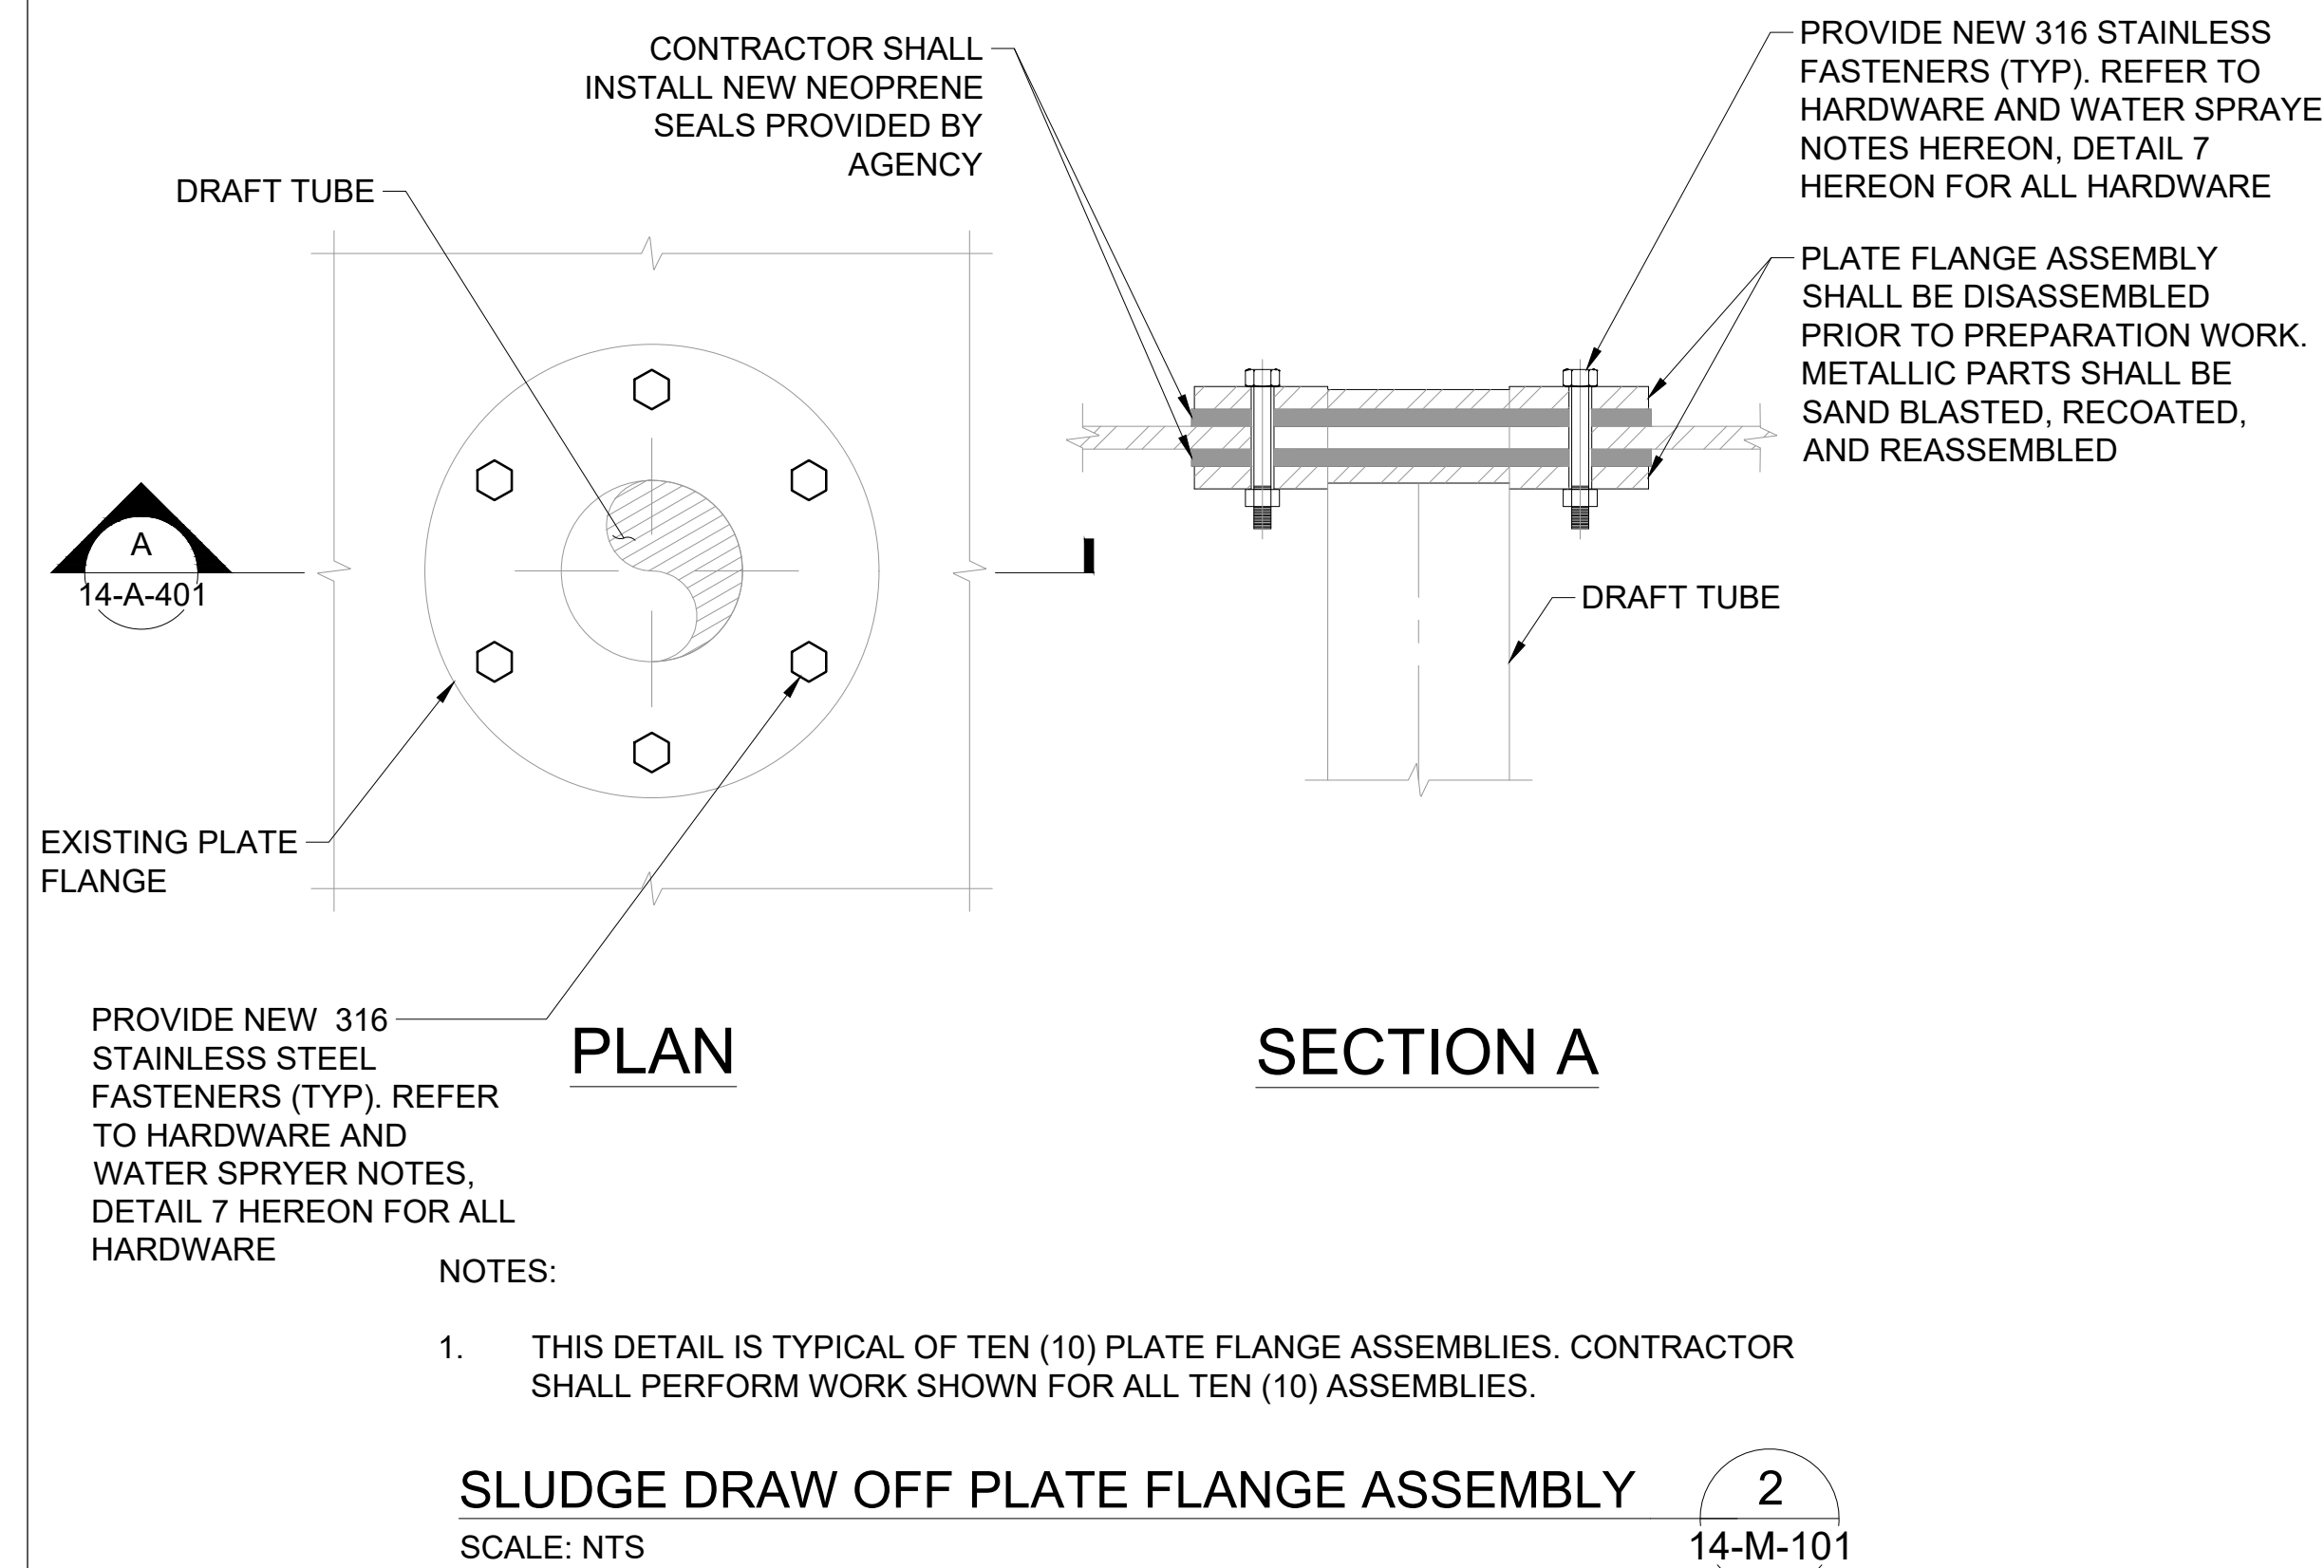 CONTRACTOR SHALL
INSTALL NEW NEOPRENE
SEALS PROVIDED BY
AGENCY
PROVIDE NEW 316 STAINLESS
FASTENERS (TYP). REFER TO
HARDWARE AND WATER SPRAYE
NOTES HEREON, DETAIL 7
HEREON FOR ALL HARDWARE
DRAFT TUBE
PLATE FLANGE ASSEMBLY
SHALL BE DISASSEMBLED
PRIOR TO PREPARATION WORK.
METALLIC PARTS SHALL BE
SAND BLASTED, RECOATED,
AND REASSEMBLED
A
14-A-401
DRAFT TUBE
EXISTING PLATE
FLANGE
PROVIDE NEW 316
STAINLESS STEEL
FASTENERS (TYP). REFER
TO HARDWARE AND
WATER SPRYER NOTES,
DETAIL 7 HEREON FOR ALL
HARDWARE
PLAN
SECTION A
NOTES:
1. THIS DETAIL IS TYPICAL OF TEN (10) PLATE FLANGE ASSEMBLIES. CONTRACTOR
SHALL PERFORM WORK SHOWN FOR ALL TEN (10) ASSEMBLIES.
SLUDGE DRAW OFF PLATE FLANGE ASSEMBLY
2
14-M-101
SCALE: NTS